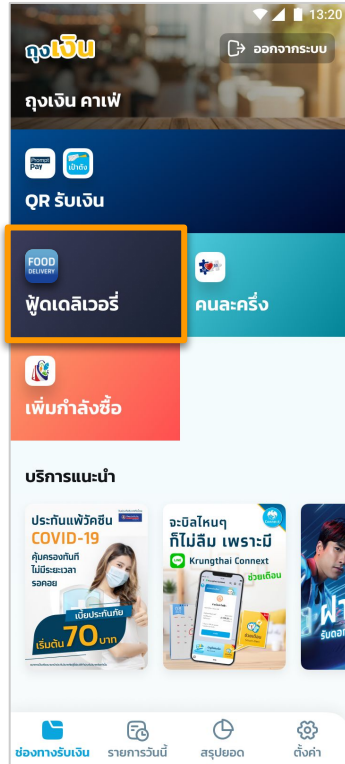 13:20
ถุงเงิน
ออกจากระบบ
ถุงเงิน คาเฟ่
Prompt
Pay
เป๋าตัง
QR รับเงิน
FOOD
DELIVERY
ฟู้ดเดลิเวอรี่
คนละครึ่ง
เพิ่มกำลังซื้อ
บริการแนะนำ
ประกันแพ้วัคซีน
COVID-19
คุ้มครองทันที
ไม่มีระยะเวลา
รอคอย
เบี้ยประกันภัย
เริ่มต้น 70 บาท
จะบิลไหนๆ
ก็ไม่ลืม เพราะมี
Krungthai Connext
ช่วยเตือน
ช่องทางรับเงิน
รายการวันนี้
สรุปยอด
ตั้งค่า